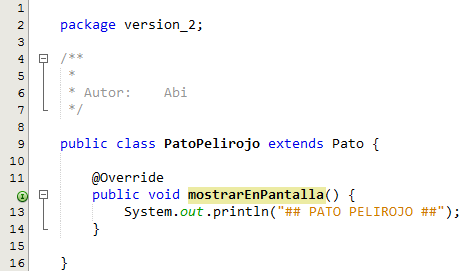 1
2 package version_2;
3
4 /**
5 *
6 * Autor: Abi
7 */
8
9 public class PatoPelirojo extends Pato {
10
11 @Override
public void mostrarEnPantalla() {
13 System.out.println("## PATO PELIROJO ##");
14 }
15
16 }